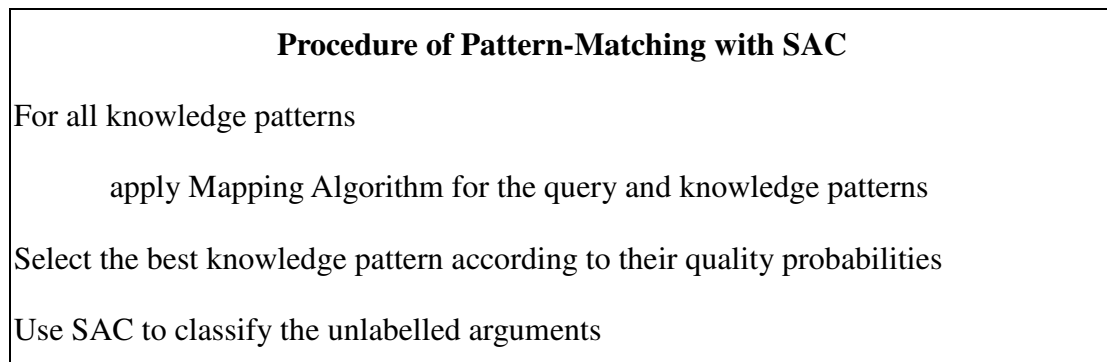 Procedure of Pattern-Matching with SAC
For all knowledge patterns
apply Mapping Algorithm for the query and knowledge patterns
Select the best knowledge pattern according to their quality probabilities
Use SAC to classify the unlabelled arguments